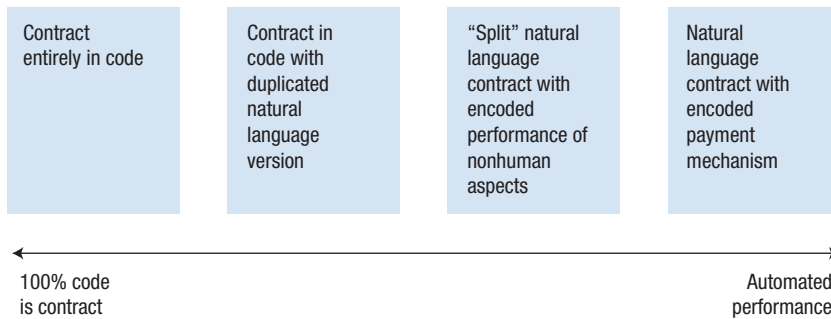 Contract
entirely in code
Contract in
code with
duplicated
natural
language
version
“Split” natural
language
contract with
encoded
performance of
nonhuman
aspects
Natural
language
contract with
encoded
payment
mechanism
100% code
is contract
Automated
performance